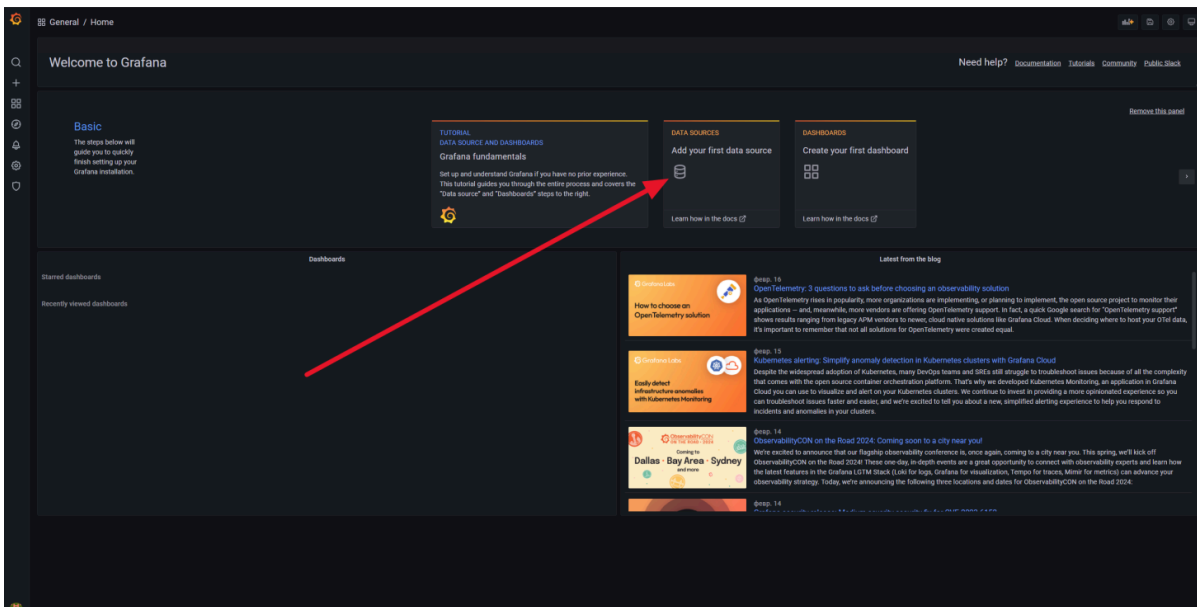 General / Home
Welcome to Grafana
Need help? Documentation Tutorials Community Public Slack
Remove this panel
Basic
The steps below will
guide you to quickly
finish setting up your
Grafana installation.
TUTORIAL
DATA SOURCE AND DASHBOARDS
Grafana fundamentals
Set up and understand Grafana if you have no prior experience.
This tutorial guides you through the entire process and covers the
"Data source" and "Dashboards" steps to the right.
DATA SOURCES
Add your first data source
Learn how in the docs
DASHBOARDS
Create your first dashboard
Learn how in the docs
Dashboards
Starred dashboards
Recently viewed dashboards
Latest from the blog
Grafana Labs
How to choose an
OpenTelemetry solution
февр. 16
OpenTelemetry: 3 questions to ask before choosing an observability solution
As OpenTelemetry rises in popularity, more organizations are implementing, or planning to implement, the open source project to monitor their
applications — and, meanwhile, more vendors are offering OpenTelemetry support. In fact, a quick Google search for "OpenTelemetry support"
shows results ranging from legacy APM vendors to newer, cloud native solutions like Grafana Cloud. When deciding where to host your OTel data,
it's important to remember that not all solutions for OpenTelemetry were created equal.
Grafana Labs
Easily detect
infrastructure anomalies
with Kubernetes Monitoring
февр. 15
Kubernetes alerting: Simplify anomaly detection in Kubernetes clusters with Grafana Cloud
Despite the widespread adoption of Kubernetes, many DevOps teams and SREs still struggle to troubleshoot issues because of all the complexity
that comes with the open source container orchestration platform. That's why we developed Kubernetes Monitoring, an application in Grafana
Cloud you can use to visualize and alert on your Kubernetes clusters. We continue to invest in providing a more opinionated experience so you
can troubleshoot issues faster and easier, and we're excited to tell you about a new, simplified alerting experience to help you respond to
incidents and anomalies in your clusters.
ObservabilityCON
ON THE ROAD 2024
Coming to
Dallas · Bay Area · Sydney
and more
февр. 14
ObservabilityCON on the Road 2024: Coming soon to a city near you!
We're excited to announce that our flagship observability conference is, once again, coming to a city near you. This spring, we'll kick off
ObservabilityCON on the Road 2024! These one-day, in-depth events are a great opportunity to connect with observability experts and learn how
the latest features in the Grafana LGTM Stack (Loki for logs, Grafana for visualization, Tempo for traces, Mimir for metrics) can advance your
observability strategy. Today, we're announcing the following three locations and dates for ObservabilityCON on the Road 2024:
февр. 14